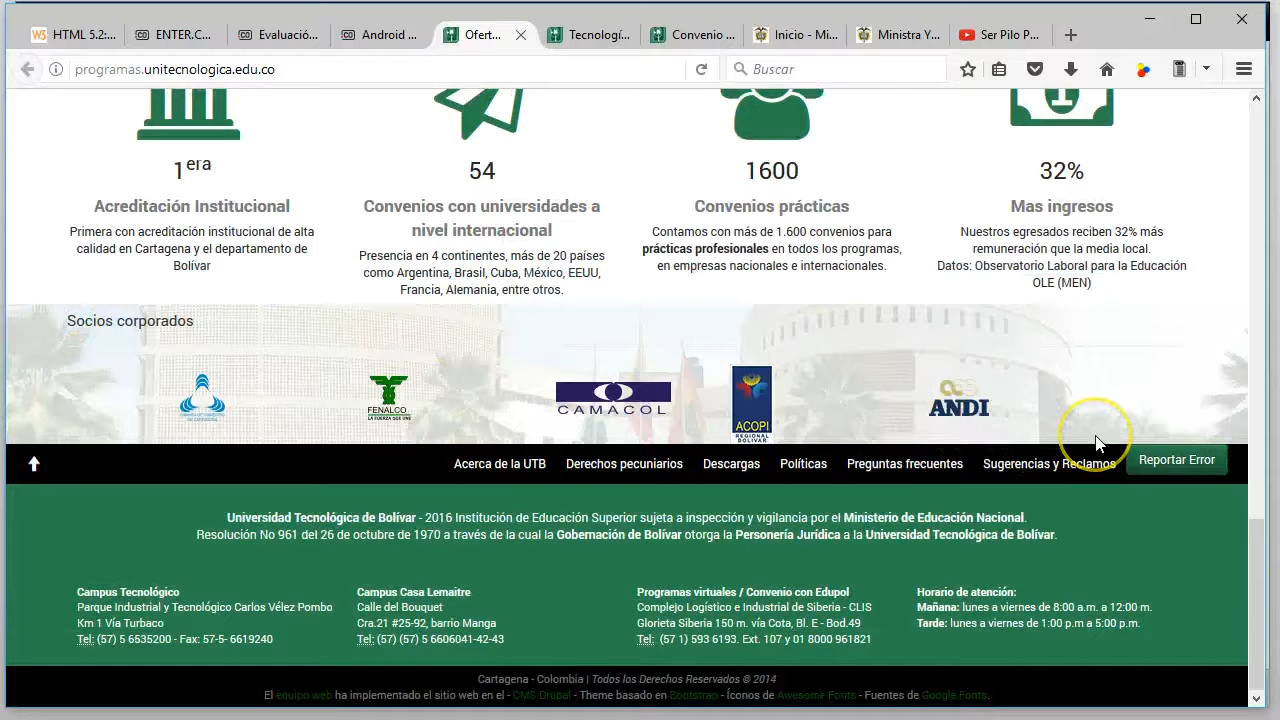 HTML 5.2:...
ENTER.C...
Evaluació...
Android ...
Ofert...
Tecnologí...
Convenio ...
Inicio - Mi...
Ministra Y...
Ser Pilo P...
programas.unitecnologica.edu.co
Buscar
1era
54
1600
32%
Acreditación Institucional
Convenios con universidades a
nivel internacional
Convenios prácticas
Mas ingresos
Primera con acreditación institucional de alta
calidad en Cartagena y el departamento de
Bolívar
Presencia en 4 continentes, más de 20 países
como Argentina, Brasil, Cuba, México, EEUU,
Francia, Alemania, entre otros.
Contamos con más de 1.600 convenios para
prácticas profesionales en todos los programas,
en empresas nacionales e internacionales.
Nuestros egresados reciben 32% más
remuneración que la media local.
Datos: Observatorio Laboral para la Educación
OLE (MEN)
Socios corporados
FENALCO
LA FUERZA QUE UNE
CAMACOL
ACOPI
REGIONAL
BOLIVAR
ANDI
Acerca de la UTB
Derechos pecuniarios
Descargas
Políticas
Preguntas frecuentes
Sugerencias y Reclamos
Reportar Error
Universidad Tecnológica de Bolívar - 2016 Institución de Educación Superior sujeta a inspección y vigilancia por el Ministerio de Educación Nacional.
Resolución No 961 del 26 de octubre de 1970 a través de la cual la Gobernación de Bolívar otorga la Personería Jurídica a la Universidad Tecnológica de Bolívar.
Campus Tecnológico
Parque Industrial y Tecnológico Carlos Vélez Pombo
Km 1 Vía Turbaco
Tel: (57) 5 6535200 - Fax: 57-5- 6619240
Campus Casa Lemaitre
Calle del Bouquet
Cra.21 #25-92, barrio Manga
Tel: (57) (57) 5 6606041-42-43
Programas virtuales / Convenio con Edupol
Complejo Logístico e Industrial de Siberia - CLIS
Glorieta Siberia 150 m. vía Cota, Bl. E - Bod.49
Tel: (57 1) 593 6193. Ext. 107 y 01 8000 961821
Horario de atención:
Mañana: lunes a viernes de 8:00 a.m. a 12:00 m.
Tarde: lunes a viernes de 1:00 p.m a 5:00 p.m.
Cartagena - Colombia | Todos los Derechos Reservados © 2014
El equipo web ha implementado el sitio web en el - CMS Drupal - Theme basado en Bootstrap - Íconos de Awesome Fonts - Fuentes de Google Fonts.